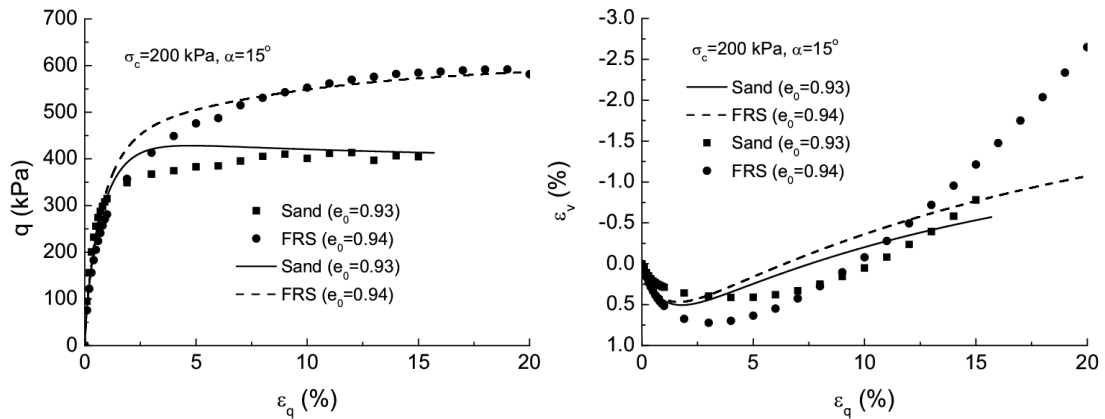 700
600
500
400
300
200
100
0
q (kPa)
σc=200 kPa, α=15°
Sand (e0=0.93)
FRS (e0=0.94)
Sand (e0=0.93)
FRS (e0=0.94)
0 5 10 15 20
εq (%)
-3.0
-2.5
-2.0
-1.5
-1.0
-0.5
0.0
0.5
1.0
εv (%)
σc=200 kPa, α=15°
Sand (e0=0.93)
FRS (e0=0.94)
Sand (e0=0.93)
FRS (e0=0.94)
0 5 10 15 20
εq (%)